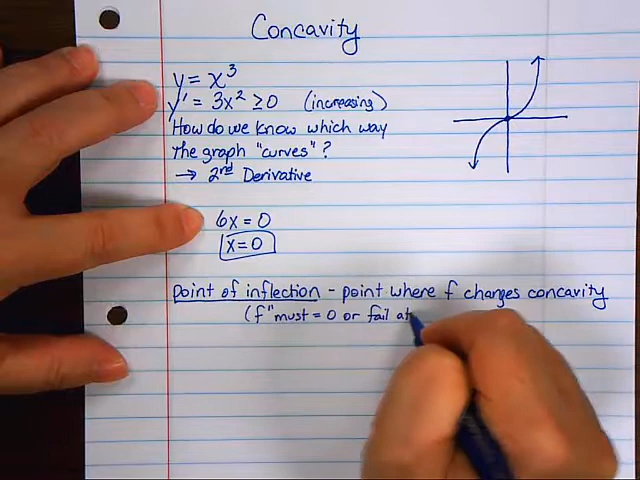 Concavity
y = x³
y' = 3x² ≥ 0 (increasing)
How do we know which way
the graph "curves"?
→ 2nd Derivative
6x = 0
x = 0
Point of inflection - point where f changes concavity
(f" must = 0 or fail at